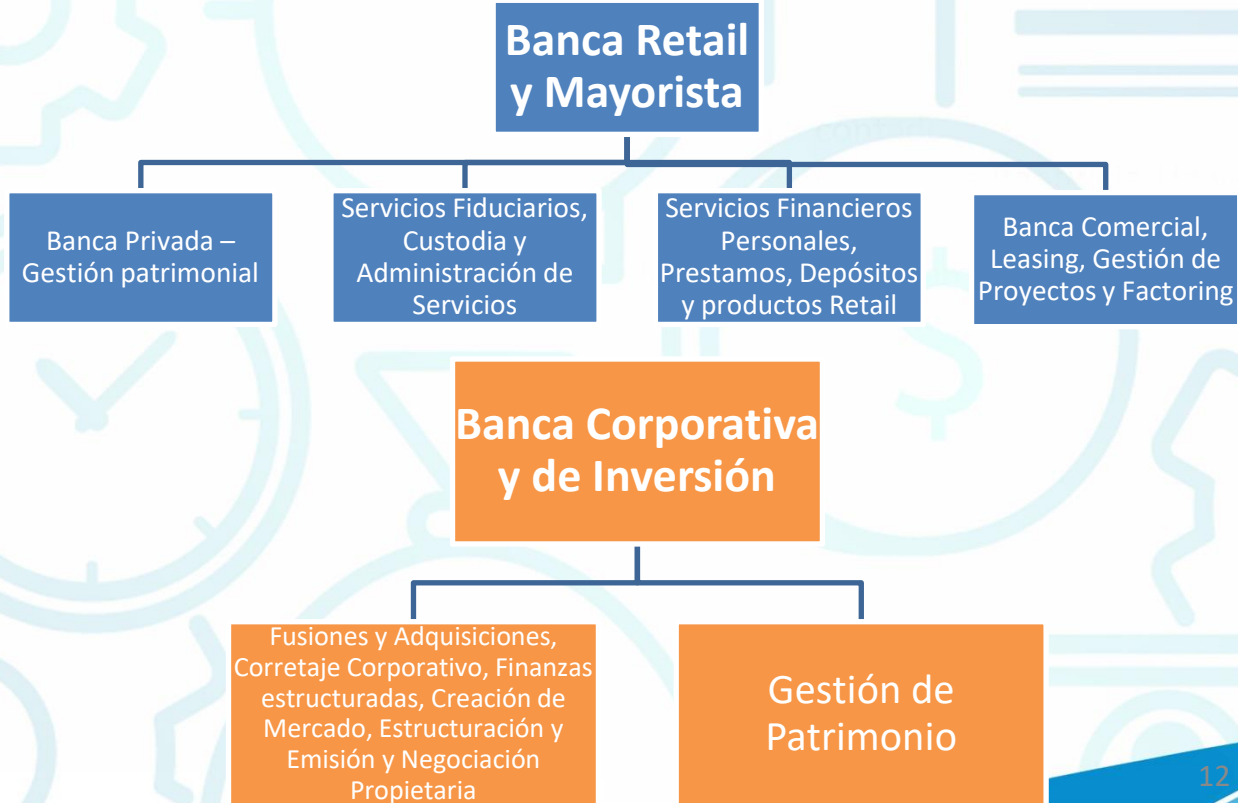 Banca Retail
y Mayorista
Banca Privada –
Gestión patrimonial
Servicios Fiduciarios,
Custodia y
Administración de
Servicios
Servicios Financieros
Personales,
Prestamos, Depósitos
y productos Retail
Banca Comercial,
Leasing, Gestión de
Proyectos y Factoring
Banca Corporativa
y de Inversión
Fusiones y Adquisiciones,
Corretaje Corporativo, Finanzas
estructuradas, Creación de
Mercado, Estructuración y
Emisión y Negociación
Propietaria
Gestión de
Patrimonio
12